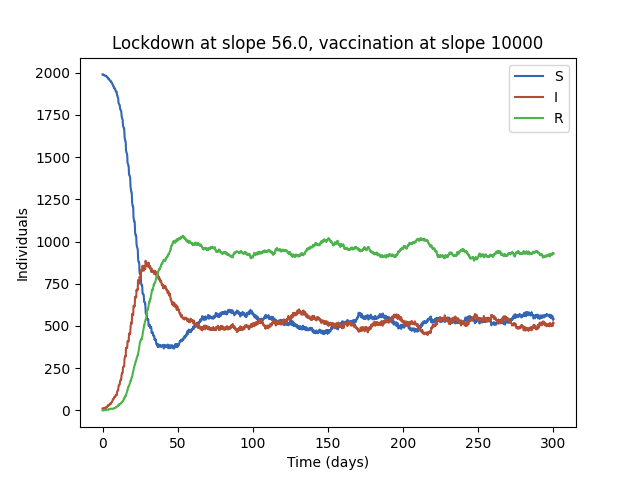 Lockdown at slope 56.0, vaccination at slope 10000
Individuals
2000
1750
1500
1250
1000
750
500
250
0
S
I
R
0 50 100 150 200 250 300
Time (days)